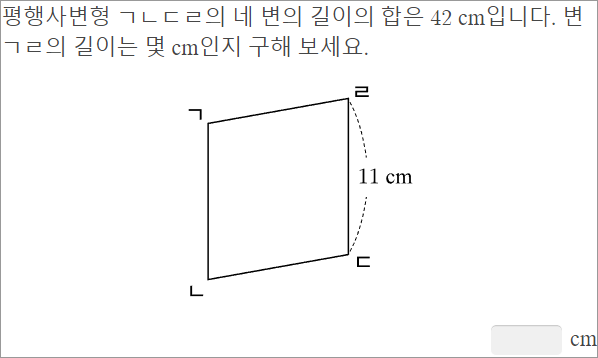 평행사변형 ㄱㄴㄷㄹ의 네 변의 길이의 합은 42 cm입니다. 변
ㄱㄹ의 길이는 몇 cm인지 구해 보세요.
ㄹ
ㄱ
11 cm
ㄷ
ㄴ
cm